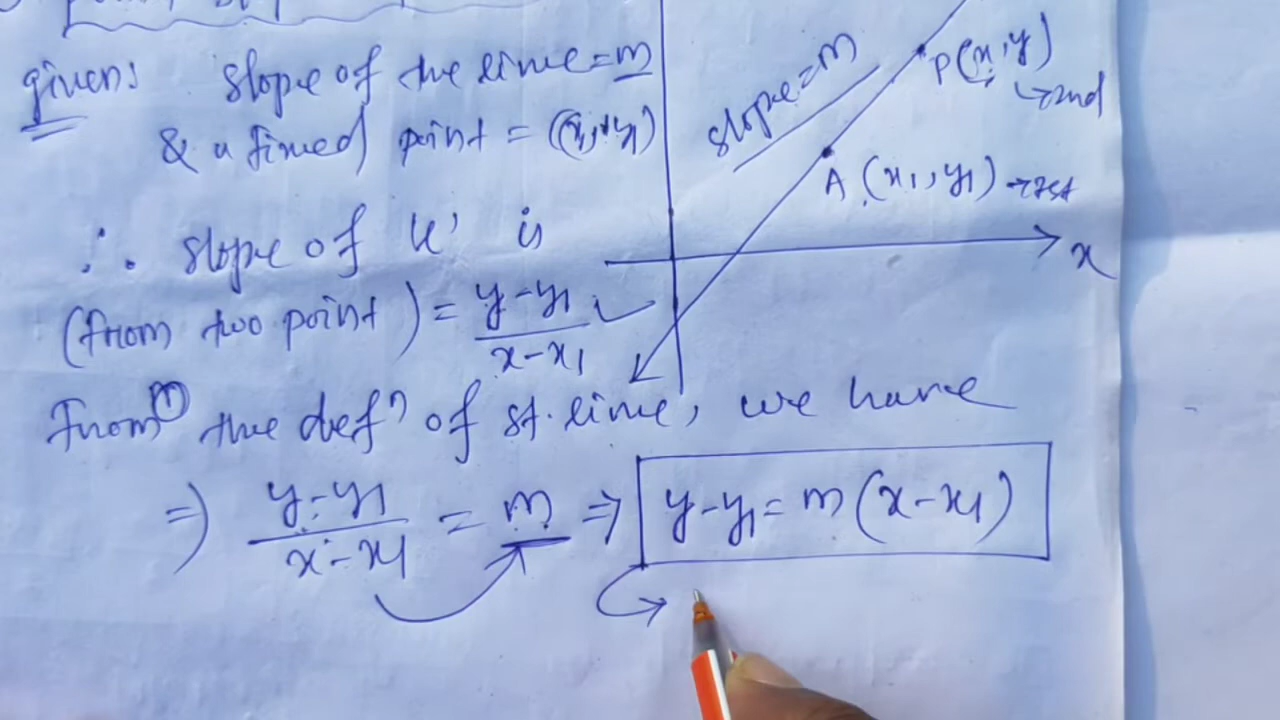 given: slope of the line = m
& a fixed point = (x₁, y₁)
∴ slope of 'l' is
(from two point) = y-y₁ / x-x₁
From the defⁿ of st. line, we have
⇒ y-y₁ / x-x₁ = m ⇒ y-y₁ = m(x-x₁)
slope = m
P(x, y)
→ 2nd
A (x₁, y₁) → 1st
x